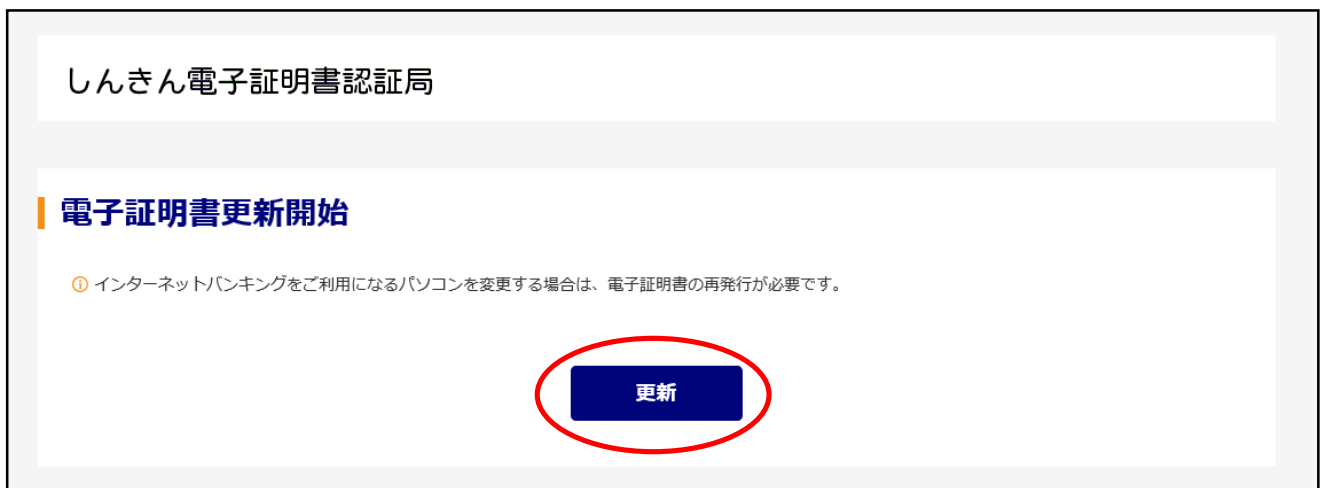 しんきん電子証明書認証局
電子証明書更新開始
インターネットバンキングをご利用になるパソコンを変更する場合は、電子証明書の再発行が必要です。
更新